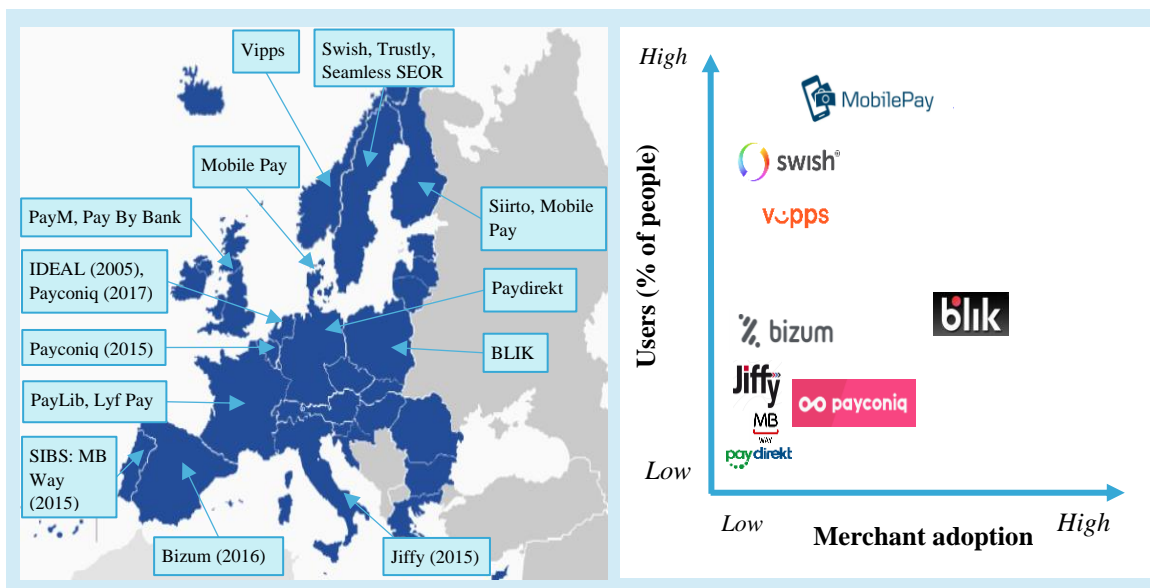 Vipps
Swish, Trustly,
Seamless SEOR
Mobile Pay
PayM, Pay By Bank
Siirto, Mobile
Pay
IDEAL (2005),
Payconiq (2017)
Paydirekt
Payconiq (2015)
BLIK
PayLib, Lyf Pay
SIBS: MB
Way
(2015)
Bizum (2016)
Jiffy (2015)
High
Users (% of people)
Low
MobilePay
swish®
vipps
blik
bizum
Jiffy
payconiq
MB
WAY
paydirekt
Low
High
Merchant adoption